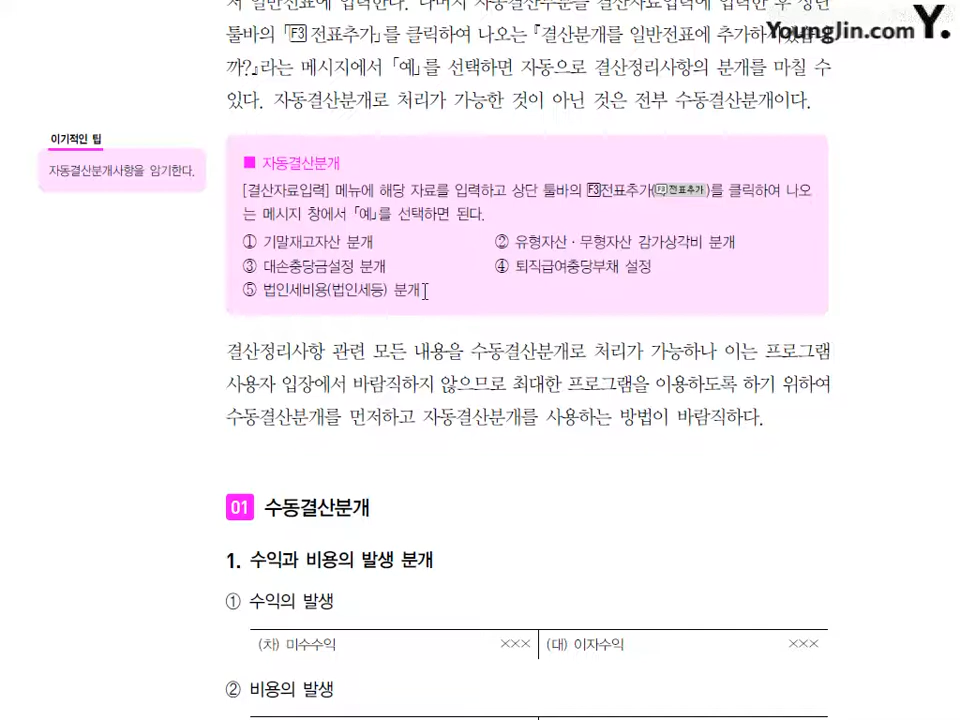 서 일반전표에 입력한다. 나머지 자동결산부분을 결산자료입력에 입력한 후 상단
YoungJin.com Y.
툴바의 「F3 전표추가」를 클릭하여 나오는 『결산분개를 일반전표에 추가하시겠습니
까?』라는 메시지에서 「예」를 선택하면 자동으로 결산정리사항의 분개를 마칠 수
있다. 자동결산분개로 처리가 가능한 것이 아닌 것은 전부 수동결산분개이다.
이기적인 팁
자동결산분개사항을 암기한다.
■ 자동결산분개
[결산자료입력] 메뉴에 해당 자료를 입력하고 상단 툴바의 F3전표추가(F3전표추가)를 클릭하여 나오
는 메시지 창에서 「예」를 선택하면 된다.
① 기말재고자산 분개 ② 유형자산·무형자산 감가상각비 분개
③ 대손충당금설정 분개 ④ 퇴직급여충당부채 설정
⑤ 법인세비용(법인세등) 분개
결산정리사항 관련 모든 내용을 수동결산분개로 처리가 가능하나 이는 프로그램
사용자 입장에서 바람직하지 않으므로 최대한 프로그램을 이용하도록 하기 위하여
수동결산분개를 먼저하고 자동결산분개를 사용하는 방법이 바람직하다.
01 수동결산분개
1. 수익과 비용의 발생 분개
① 수익의 발생
(차) 미수수익 ××× (대) 이자수익 ×××
② 비용의 발생